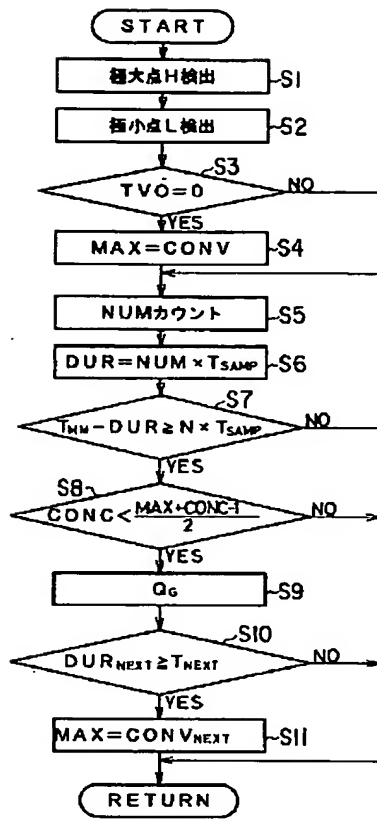 START
極大点H検出
S1
極小点L検出
S2
S3
TVO=0
NO
YES
MAX=CONV
S4
NUMカウント
S5
DUR=NUM×TSAMP
S6
S7
TMM-DUR≥N×TSAMP
NO
YES
S8
CONC<(MAX+CONC-1)/2
NO
YES
QG
S9
S10
DURNEXT≥TNEXT
NO
YES
MAX=CONVNEXT
S11
RETURN